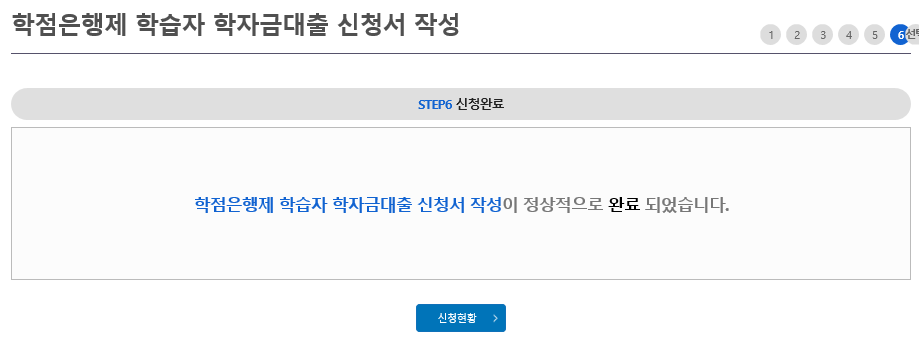 학점은행제 학습자 학자금대출 신청서 작성
1 2 3 4 5 6 선택
STEP6 신청완료
학점은행제 학습자 학자금대출 신청서 작성이 정상적으로 완료 되었습니다.
신청현황